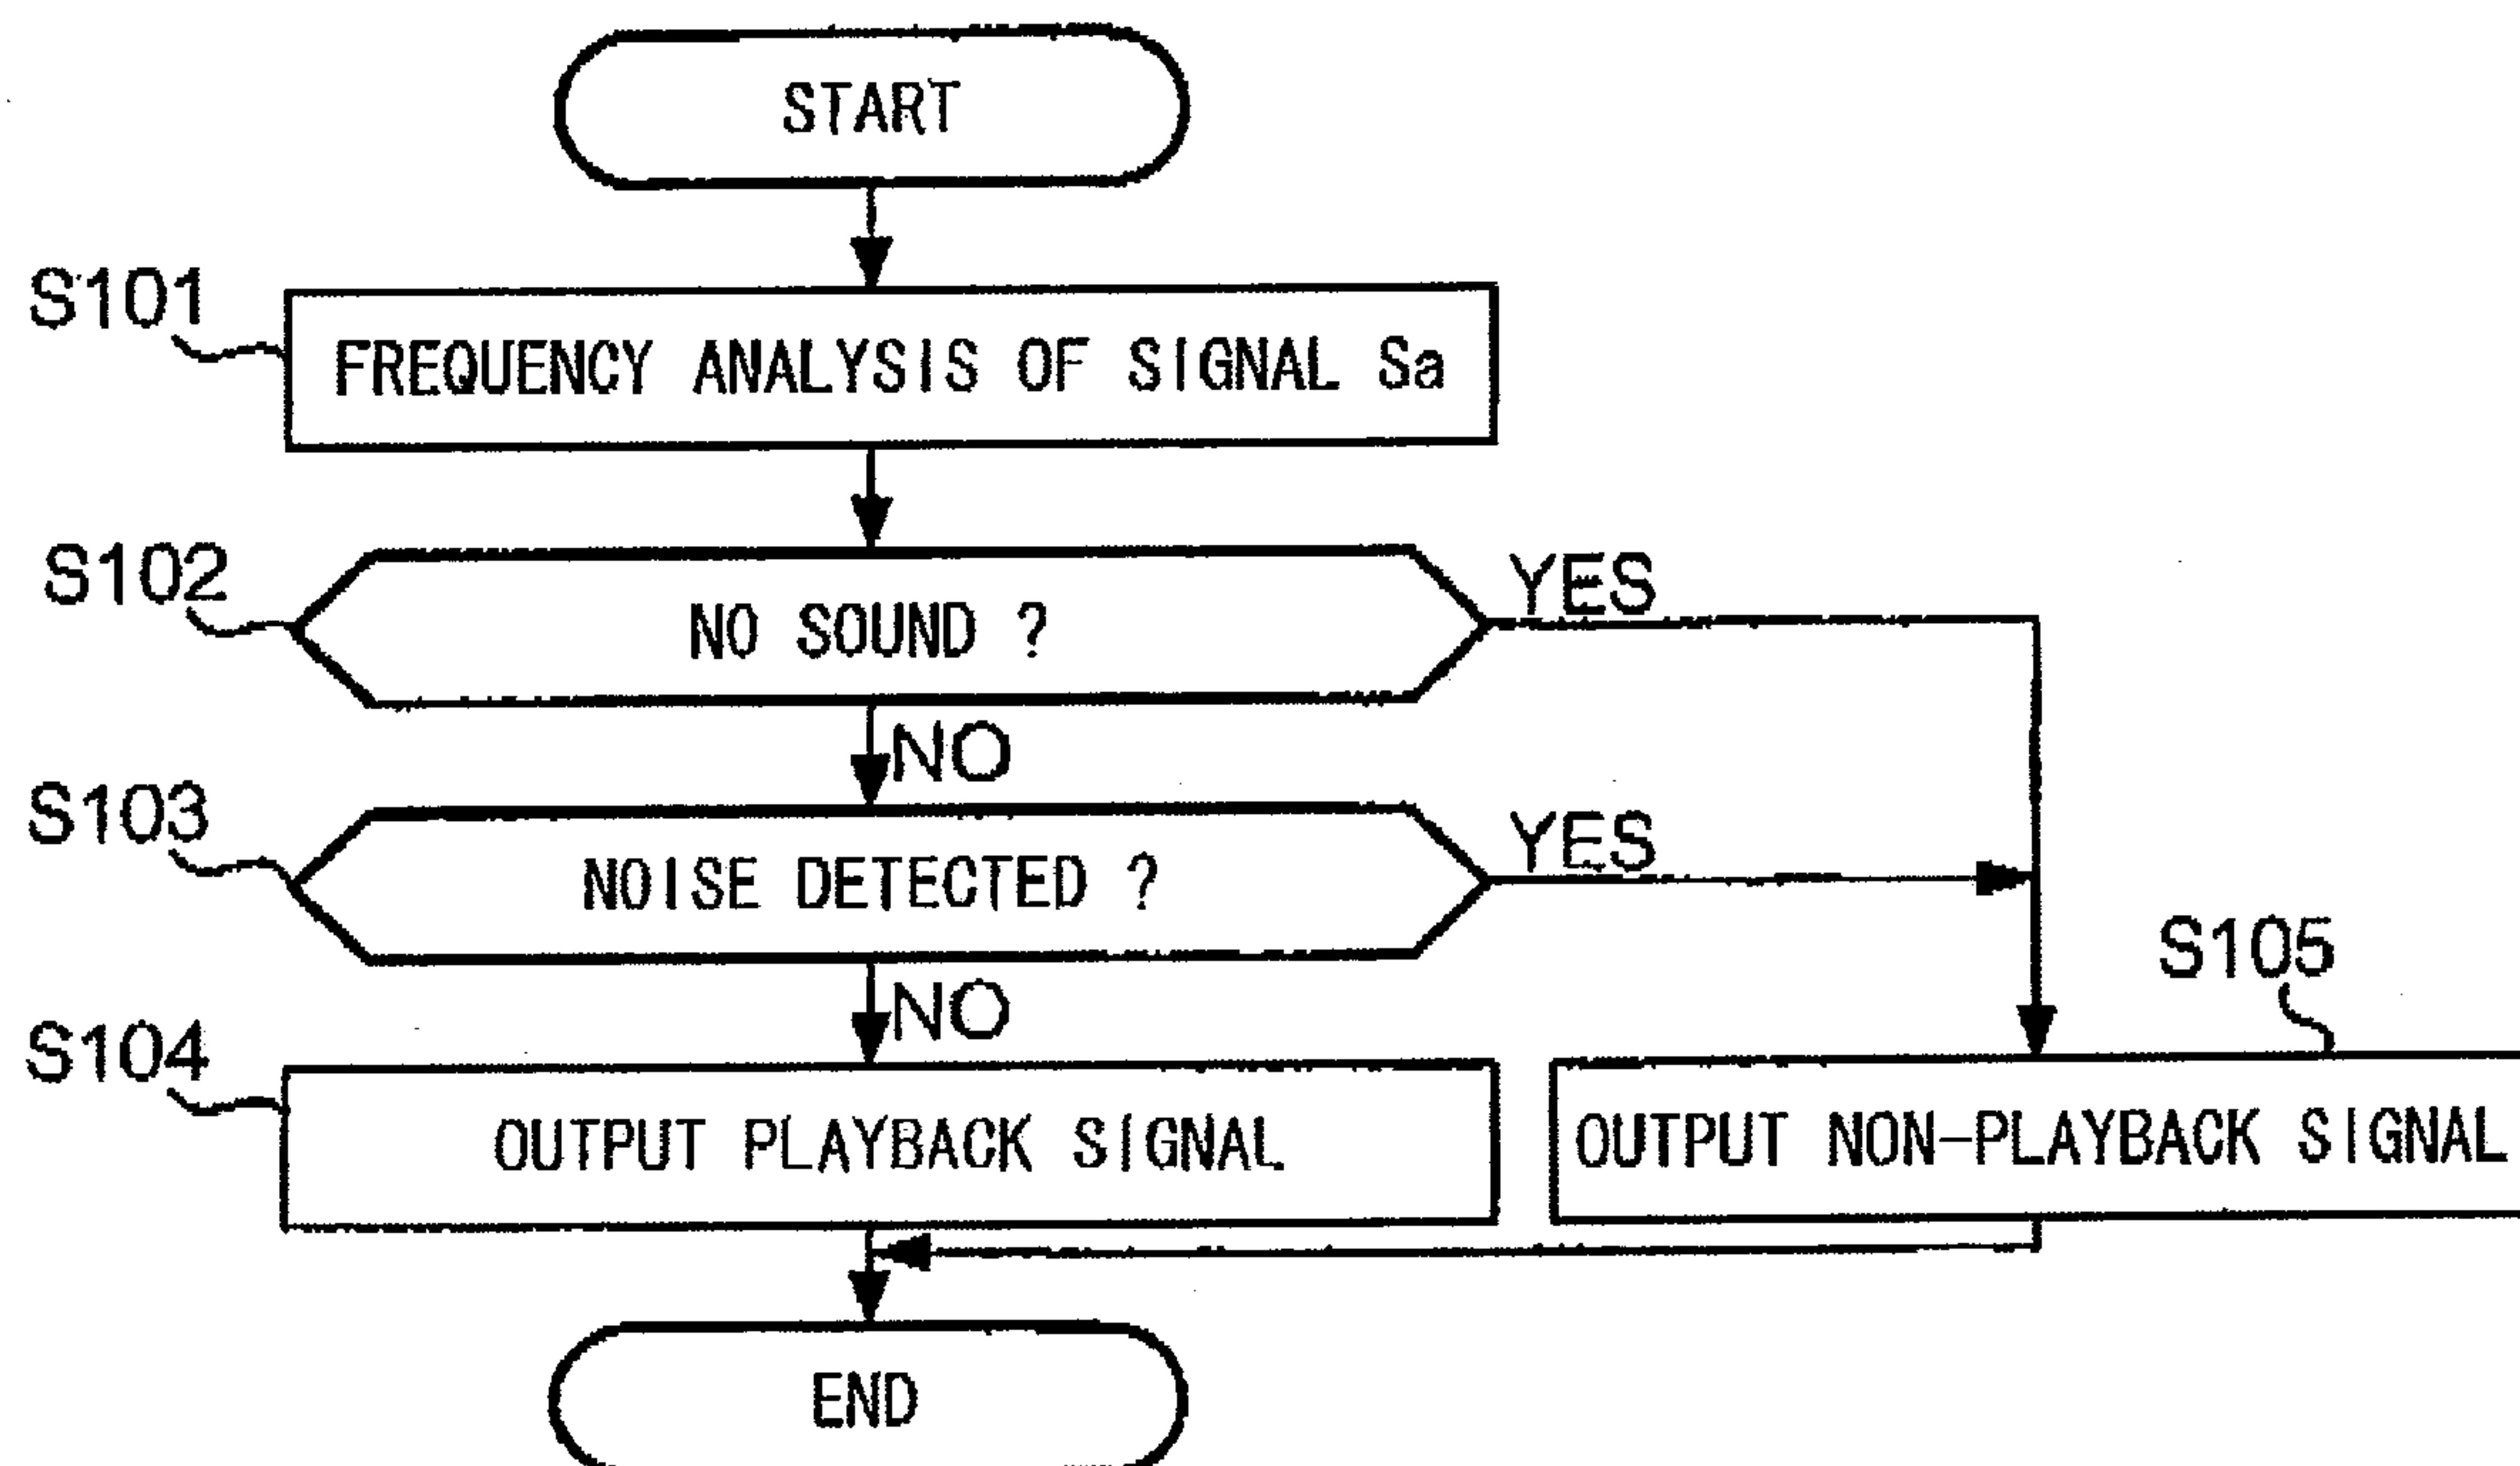 START
S101
FREQUENCY ANALYSIS OF SIGNAL Sa
S102
NO SOUND ?
YES
NO
S103
NOISE DETECTED ?
YES
NO
S105
S104
OUTPUT PLAYBACK SIGNAL
OUTPUT NON-PLAYBACK SIGNAL
END